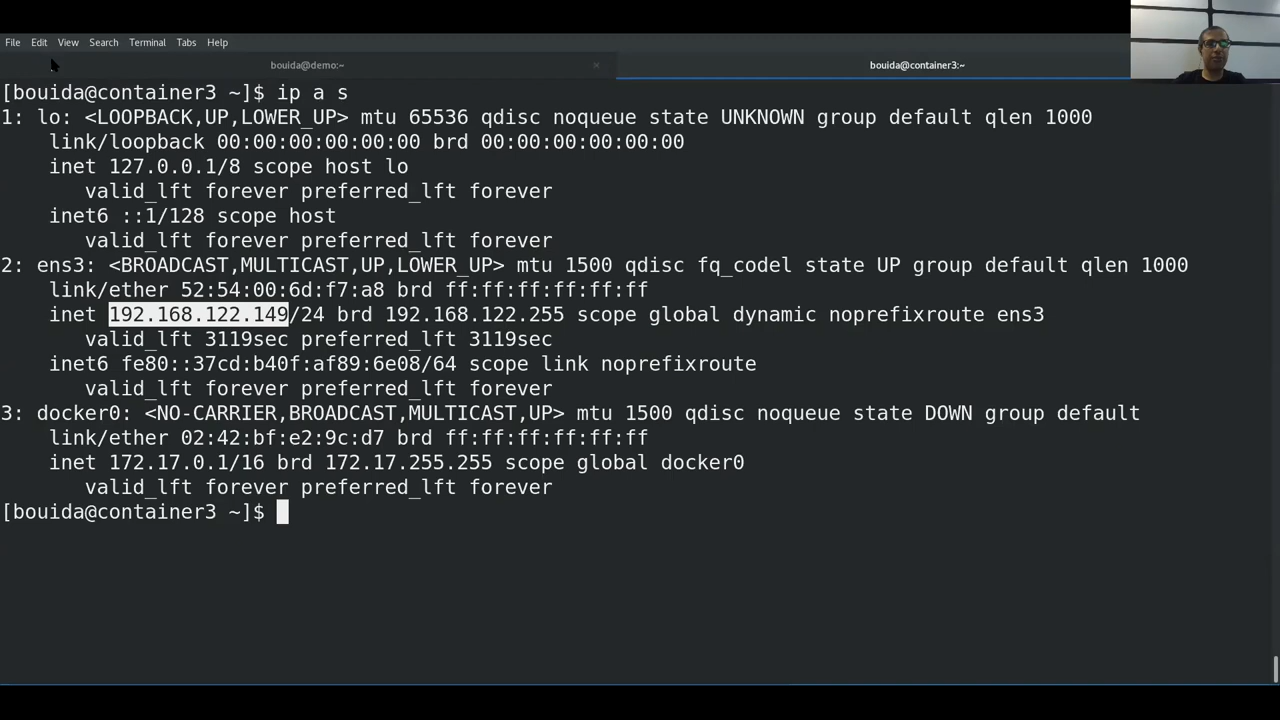 File Edit View Search Terminal Tabs Help
bouida@demo:~ × bouida@container3:~
[bouida@container3 ~]$ ip a s
1: lo: <LOOPBACK,UP,LOWER_UP> mtu 65536 qdisc noqueue state UNKNOWN group default qlen 1000
link/loopback 00:00:00:00:00:00 brd 00:00:00:00:00:00
inet 127.0.0.1/8 scope host lo
valid_lft forever preferred_lft forever
inet6 ::1/128 scope host
valid_lft forever preferred_lft forever
2: ens3: <BROADCAST,MULTICAST,UP,LOWER_UP> mtu 1500 qdisc fq_codel state UP group default qlen 1000
link/ether 52:54:00:6d:f7:a8 brd ff:ff:ff:ff:ff:ff
inet 192.168.122.149/24 brd 192.168.122.255 scope global dynamic noprefixroute ens3
valid_lft 3119sec preferred_lft 3119sec
inet6 fe80::37cd:b40f:af89:6e08/64 scope link noprefixroute
valid_lft forever preferred_lft forever
3: docker0: <NO-CARRIER,BROADCAST,MULTICAST,UP> mtu 1500 qdisc noqueue state DOWN group default
link/ether 02:42:bf:e2:9c:d7 brd ff:ff:ff:ff:ff:ff
inet 172.17.0.1/16 brd 172.17.255.255 scope global docker0
valid_lft forever preferred_lft forever
[bouida@container3 ~]$